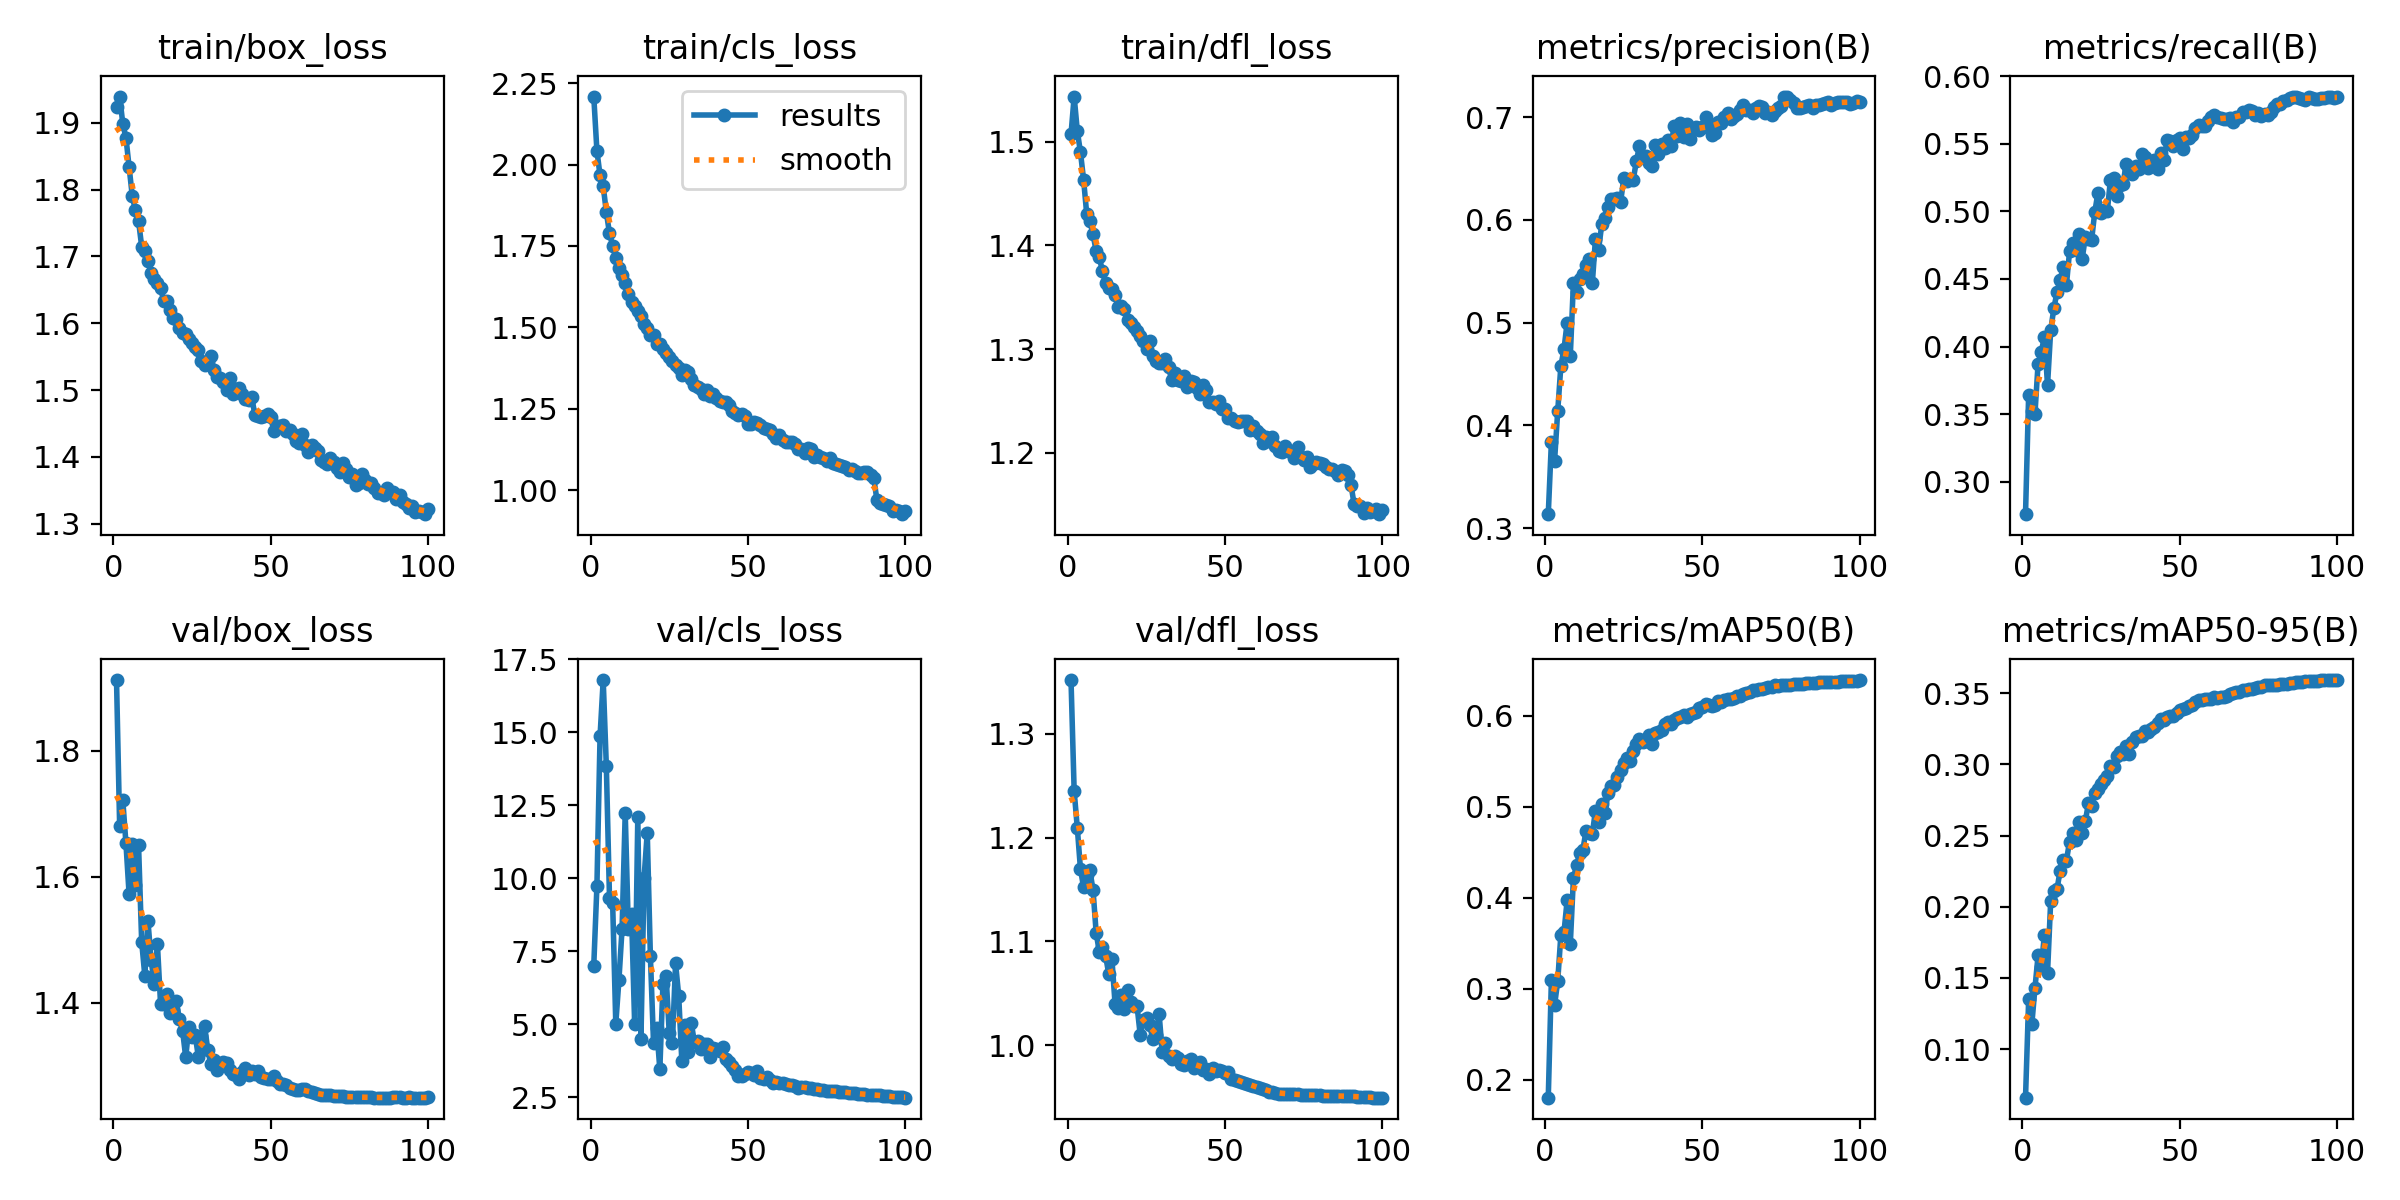 train/box_loss
1.9
1.8
1.7
1.6
1.5
1.4
1.3
0 50 100
train/cls_loss
results
smooth
2.25
2.00
1.75
1.50
1.25
1.00
0 50 100
train/dfl_loss
1.5
1.4
1.3
1.2
0 50 100
metrics/precision(B)
0.7
0.6
0.5
0.4
0.3
0 50 100
metrics/recall(B)
0.60
0.55
0.50
0.45
0.40
0.35
0.30
0 50 100
val/box_loss
1.8
1.6
1.4
0 50 100
val/cls_loss
17.5
15.0
12.5
10.0
7.5
5.0
2.5
0 50 100
val/dfl_loss
1.3
1.2
1.1
1.0
0 50 100
metrics/mAP50(B)
0.6
0.5
0.4
0.3
0.2
0 50 100
metrics/mAP50-95(B)
0.35
0.30
0.25
0.20
0.15
0.10
0 50 100